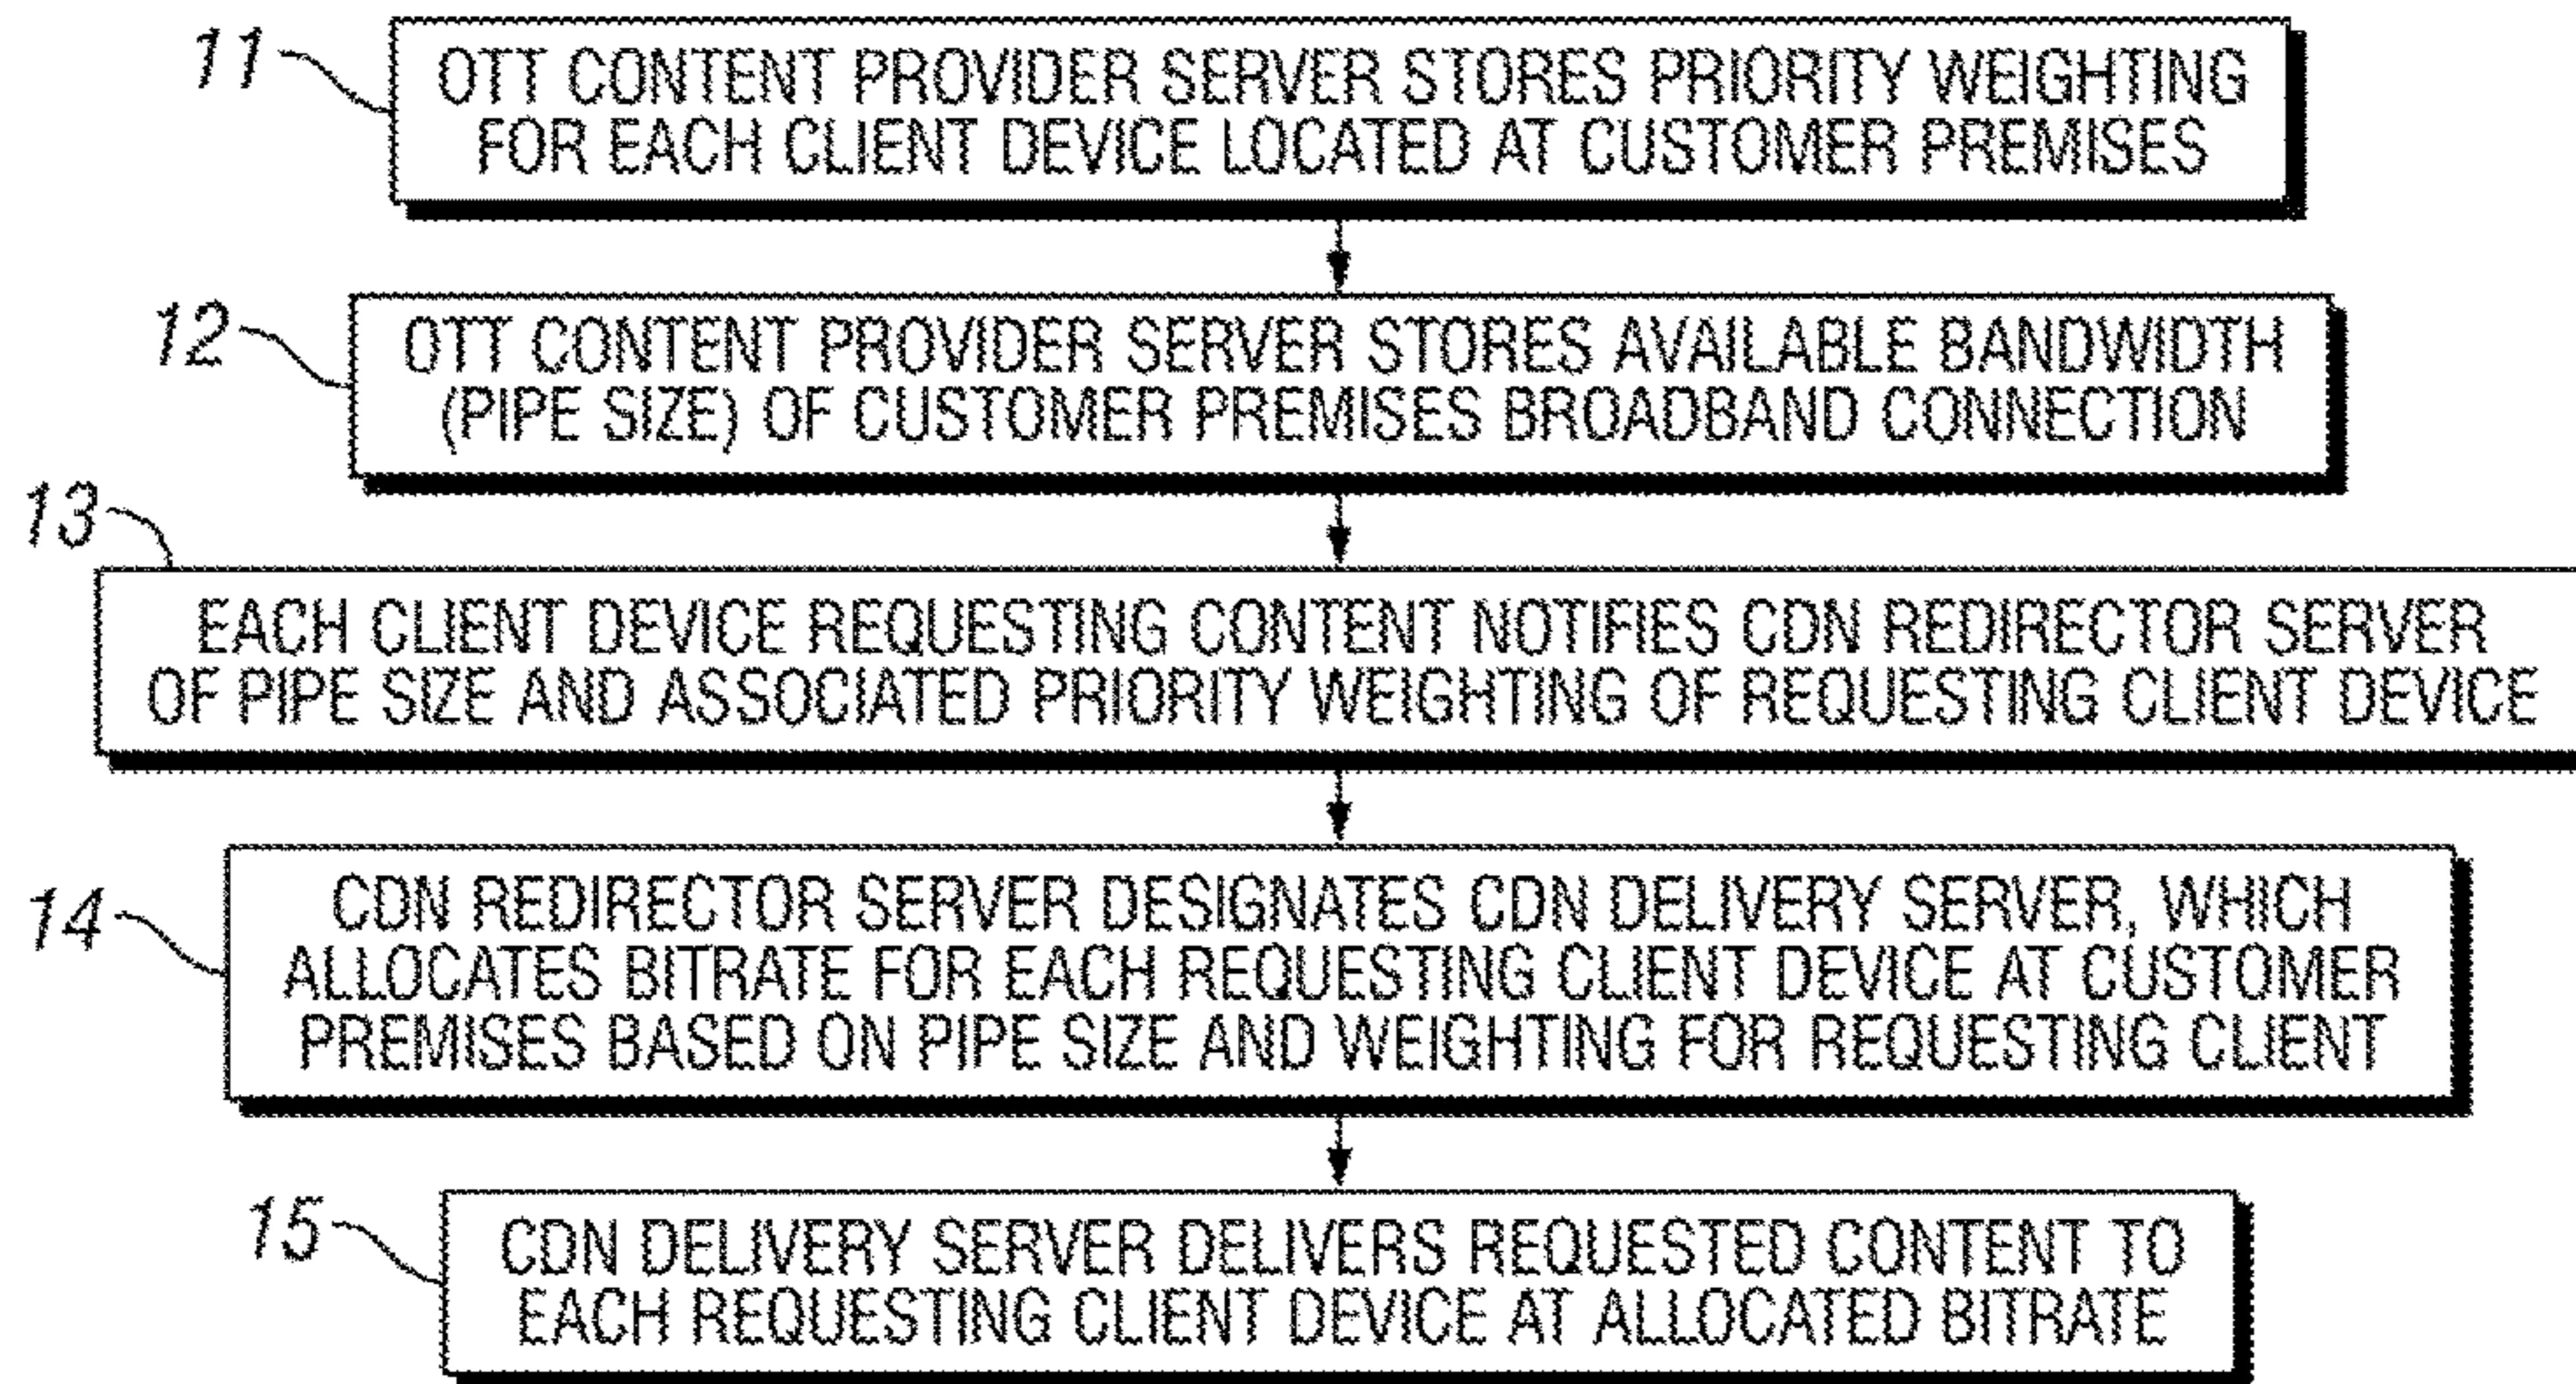 11
OTT CONTENT PROVIDER SERVER STORES PRIORITY WEIGHTING
FOR EACH CLIENT DEVICE LOCATED AT CUSTOMER PREMISES
12
OTT CONTENT PROVIDER SERVER STORES AVAILABLE BANDWIDTH
(PIPE SIZE) OF CUSTOMER PREMISES BROADBAND CONNECTION
13
EACH CLIENT DEVICE REQUESTING CONTENT NOTIFIES CDN REDIRECTOR SERVER
OF PIPE SIZE AND ASSOCIATED PRIORITY WEIGHTING OF REQUESTING CLIENT DEVICE
14
CDN REDIRECTOR SERVER DESIGNATES CDN DELIVERY SERVER, WHICH
ALLOCATES BITRATE FOR EACH REQUESTING CLIENT DEVICE AT CUSTOMER
PREMISES BASED ON PIPE SIZE AND WEIGHTING FOR REQUESTING CLIENT
15
CDN DELIVERY SERVER DELIVERS REQUESTED CONTENT TO
EACH REQUESTING CLIENT DEVICE AT ALLOCATED BITRATE